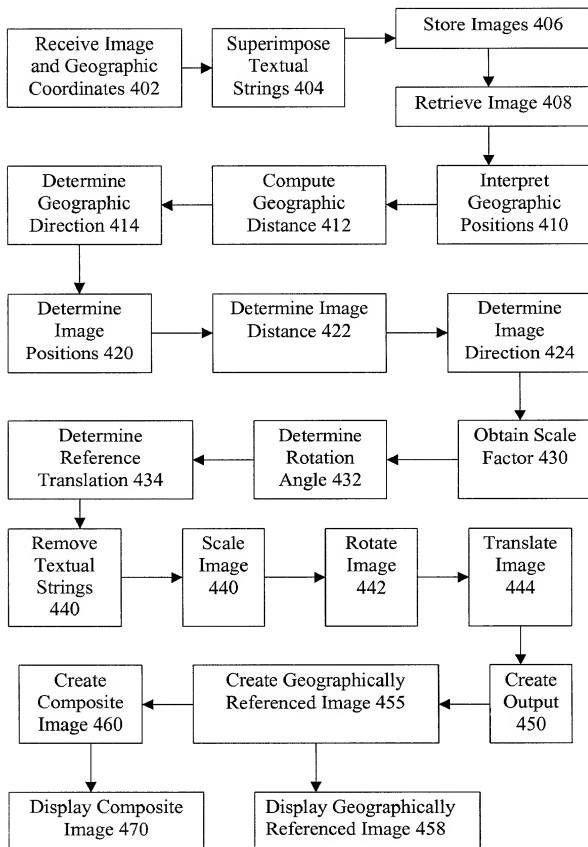 Receive Image
and Geographic
Coordinates 402
Superimpose
Textual
Strings 404
Store Images 406
Retrieve Image 408
Determine
Geographic
Direction 414
Compute
Geographic
Distance 412
Interpret
Geographic
Positions 410
Determine
Image
Positions 420
Determine Image
Distance 422
Determine
Image
Direction 424
Determine
Reference
Translation 434
Determine
Rotation
Angle 432
Obtain Scale
Factor 430
Remove
Textual
Strings
440
Scale
Image
440
Rotate
Image
442
Translate
Image
444
Create
Composite
Image 460
Create Geographically
Referenced Image 455
Create
Output
450
Display Composite
Image 470
Display Geographically
Referenced Image 458